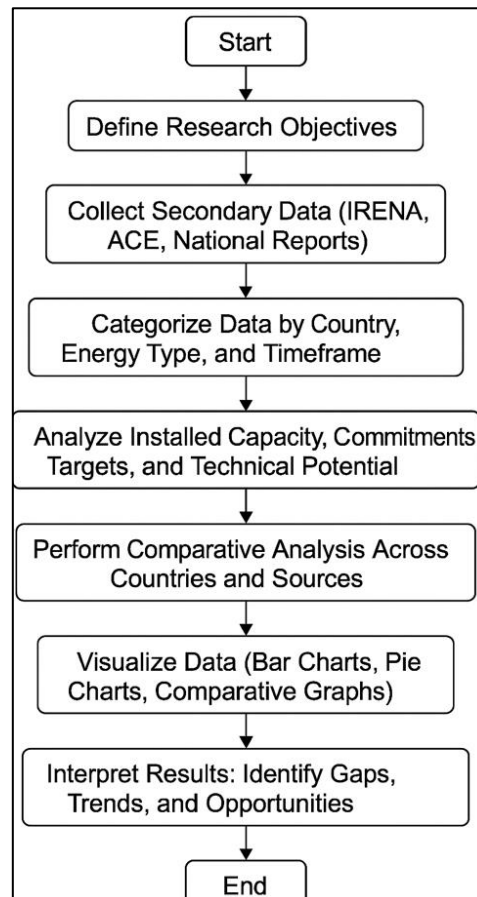 Start
Define Research Objectives
Collect Secondary Data (IRENA,
ACE, National Reports)
Categorize Data by Country,
Energy Type, and Timeframe
Analyze Installed Capacity, Commitments
Targets, and Technical Potential
Perform Comparative Analysis Across
Countries and Sources
Visualize Data (Bar Charts, Pie
Charts, Comparative Graphs)
Interpret Results: Identify Gaps,
Trends, and Opportunities
End